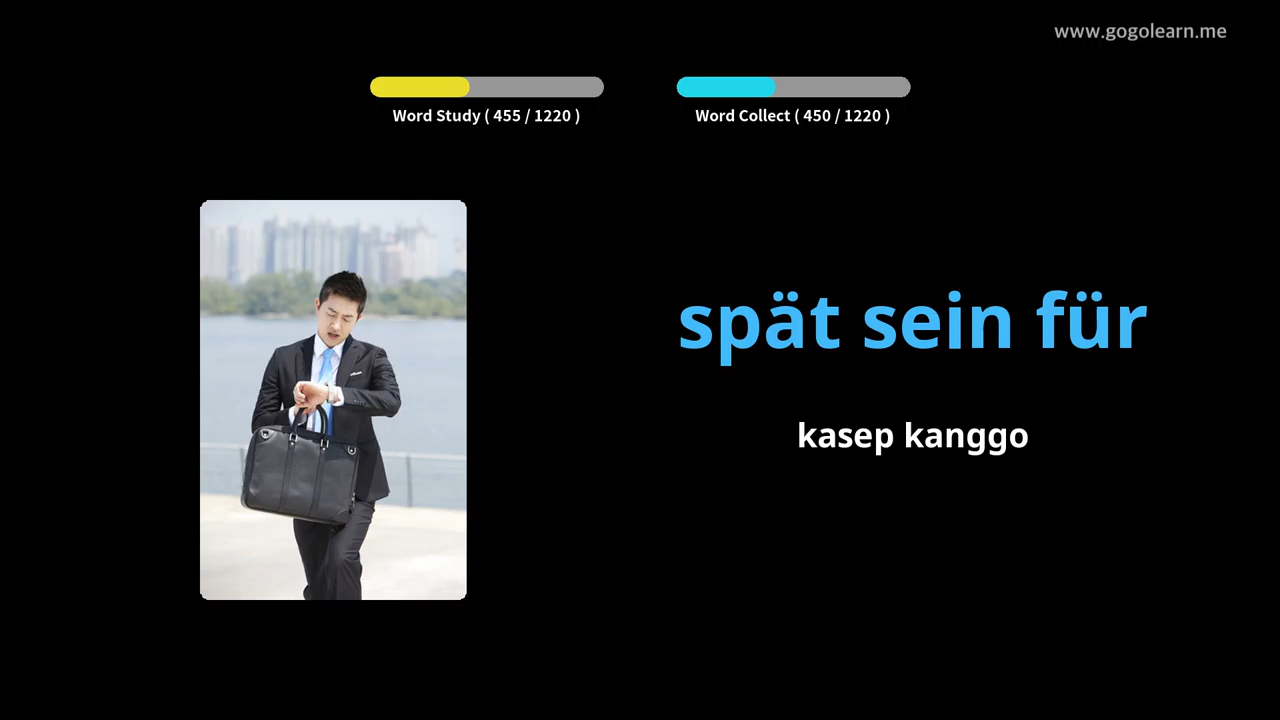 www.gogolearn.me
Word Study ( 455 / 1220 )
Word Collect ( 450 / 1220 )
spät sein für
kasep kanggo